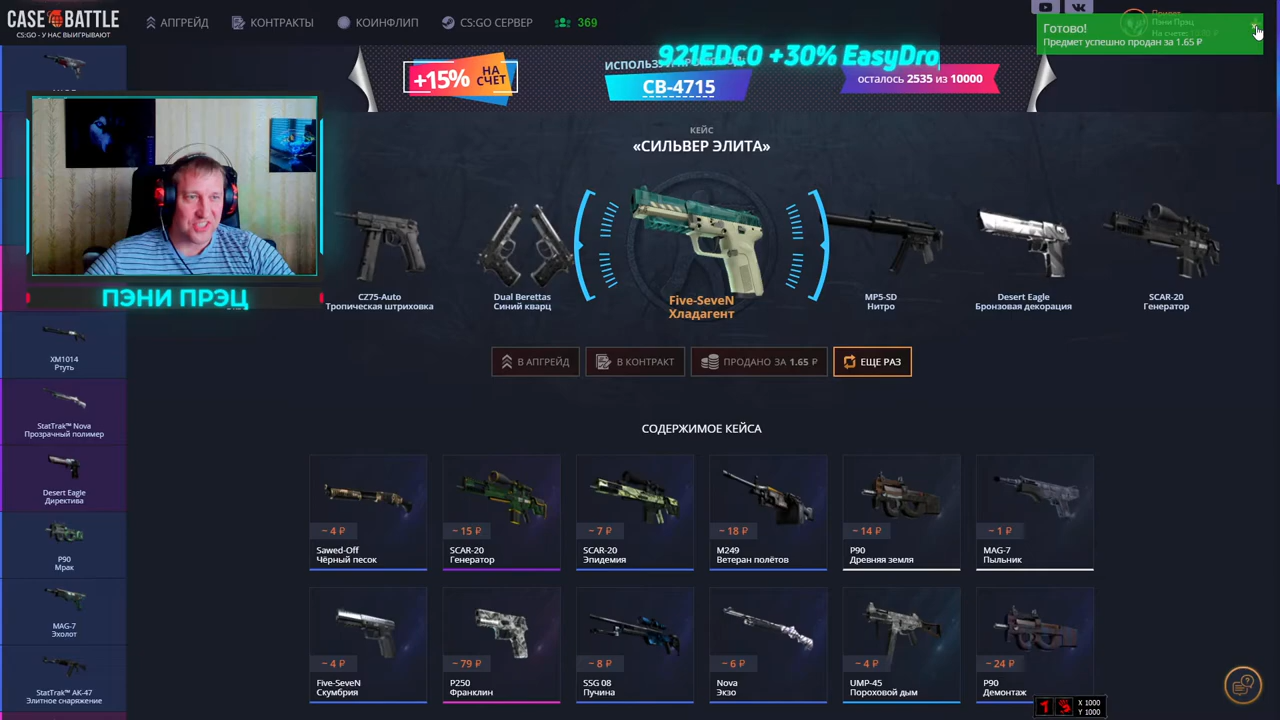 CASE BATTLE
CS:GO - У НАС ВЫИГРЫВАЮТ
АПГРЕЙД
КОНТРАКТЫ
КОИНФЛИП
CS:GO СЕРВЕР
369
Привет
Пэни Прэц
Готово!
Предмет успешно продан за 1.65 ₽
+15% НА СЧЕТ
921EDC0 +30% EasyDro
CB-4715
осталось 2535 из 10000
КЕЙС
«СИЛЬВЕР ЭЛИТА»
ПЭНИ ПРЭЦ
CZ75-Auto
Тропическая штриховка
Dual Berettas
Синий кварц
Five-SeveN
Хладагент
MP5-SD
Нитро
Desert Eagle
Бронзовая декорация
SCAR-20
Генератор
В АПГРЕЙД
В КОНТРАКТ
ПРОДАНО ЗА 1.65 ₽
ЕЩЕ РАЗ
СОДЕРЖИМОЕ КЕЙСА
XM1014
Ртуть
StatTrak™ Nova
Прозрачный полимер
Desert Eagle
Директива
P90
Мрак
MAG-7
Эхолот
StatTrak™ AK-47
Элитное снаряжение
~ 4 ₽
Sawed-Off
Чёрный песок
~ 15 ₽
SCAR-20
Генератор
~ 7 ₽
SCAR-20
Эпидемия
~ 18 ₽
M249
Ветеран полётов
~ 14 ₽
P90
Древняя земля
~ 1 ₽
MAG-7
Пыльник
~ 4 ₽
Five-SeveN
Скумбрия
~ 79 ₽
P250
Франклин
~ 8 ₽
SSG 08
Пучина
~ 6 ₽
Nova
Экзо
~ 4 ₽
UMP-45
Пороховой дым
~ 24 ₽
P90
Демонтаж
X 1000
Y 1000